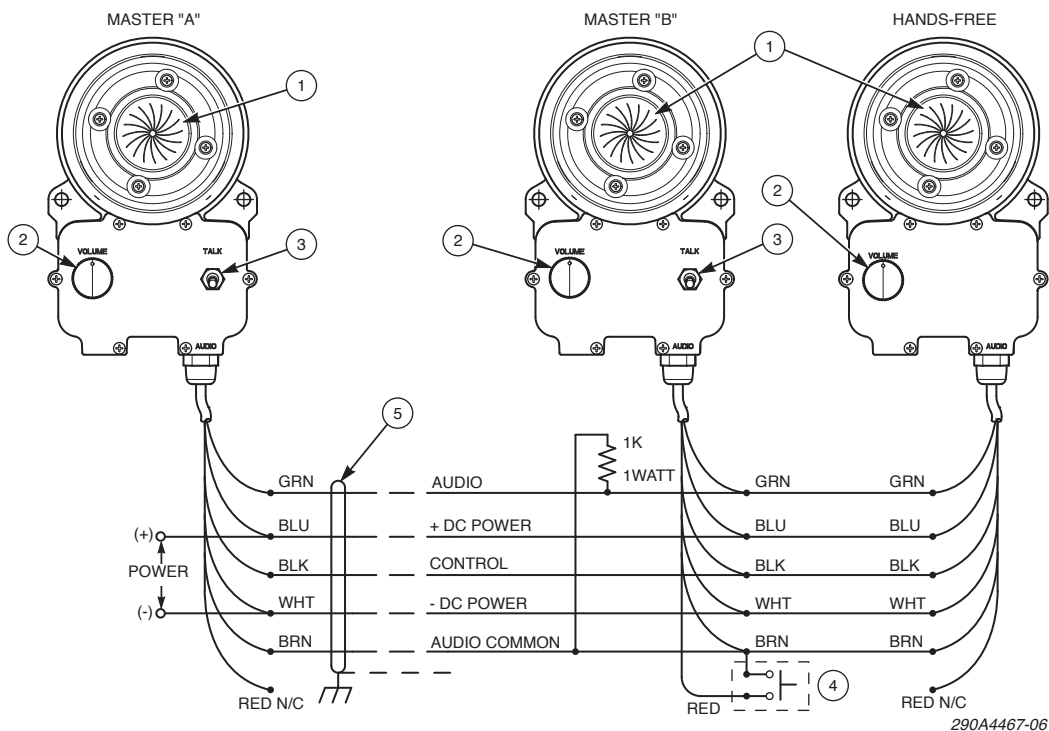 MASTER "A"
MASTER "B"
HANDS-FREE
1
1
2
VOLUME
TALK
3
2
VOLUME
TALK
3
2
VOLUME
AUDIO
AUDIO
AUDIO
5
1K
1WATT
GRN
AUDIO
GRN
GRN
(+)
BLU
+ DC POWER
BLU
BLU
POWER
BLK
CONTROL
BLK
BLK
(-)
WHT
- DC POWER
WHT
WHT
BRN
AUDIO COMMON
BRN
BRN
4
RED N/C
RED
RED N/C
290A4467-06